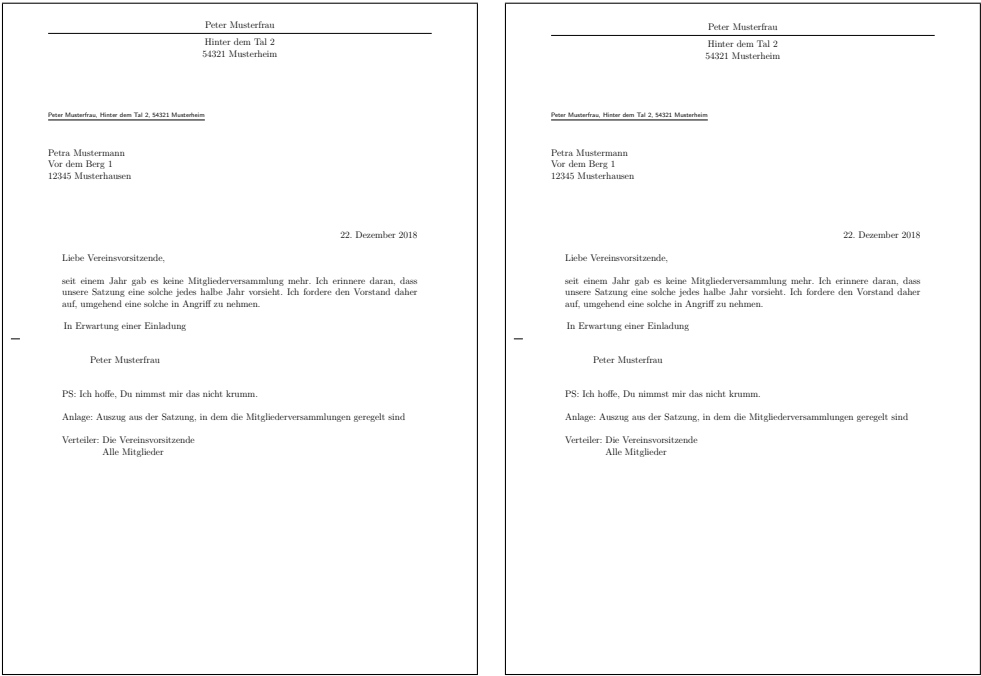 Peter Musterfrau
Hinter dem Tal 2
54321 Musterheim
Peter Musterfrau, Hinter dem Tal 2, 54321 Musterheim
Petra Mustermann
Vor dem Berg 1
12345 Musterhausen
22. Dezember 2018
Liebe Vereinsvorsitzende,
seit einem Jahr gab es keine Mitgliederversammlung mehr. Ich erinnere daran, dass
unsere Satzung eine solche jedes halbe Jahr vorsieht. Ich fordere den Vorstand daher
auf, umgehend eine solche in Angriff zu nehmen.
In Erwartung einer Einladung
Peter Musterfrau
PS: Ich hoffe, Du nimmst mir das nicht krumm.
Anlage: Auszug aus der Satzung, in dem die Mitgliederversammlungen geregelt sind
Verteiler: Die Vereinsvorsitzende
Alle Mitglieder
Peter Musterfrau
Hinter dem Tal 2
54321 Musterheim
Peter Musterfrau, Hinter dem Tal 2, 54321 Musterheim
Petra Mustermann
Vor dem Berg 1
12345 Musterhausen
22. Dezember 2018
Liebe Vereinsvorsitzende,
seit einem Jahr gab es keine Mitgliederversammlung mehr. Ich erinnere daran, dass
unsere Satzung eine solche jedes halbe Jahr vorsieht. Ich fordere den Vorstand daher
auf, umgehend eine solche in Angriff zu nehmen.
In Erwartung einer Einladung
Peter Musterfrau
PS: Ich hoffe, Du nimmst mir das nicht krumm.
Anlage: Auszug aus der Satzung, in dem die Mitgliederversammlungen geregelt sind
Verteiler: Die Vereinsvorsitzende
Alle Mitglieder